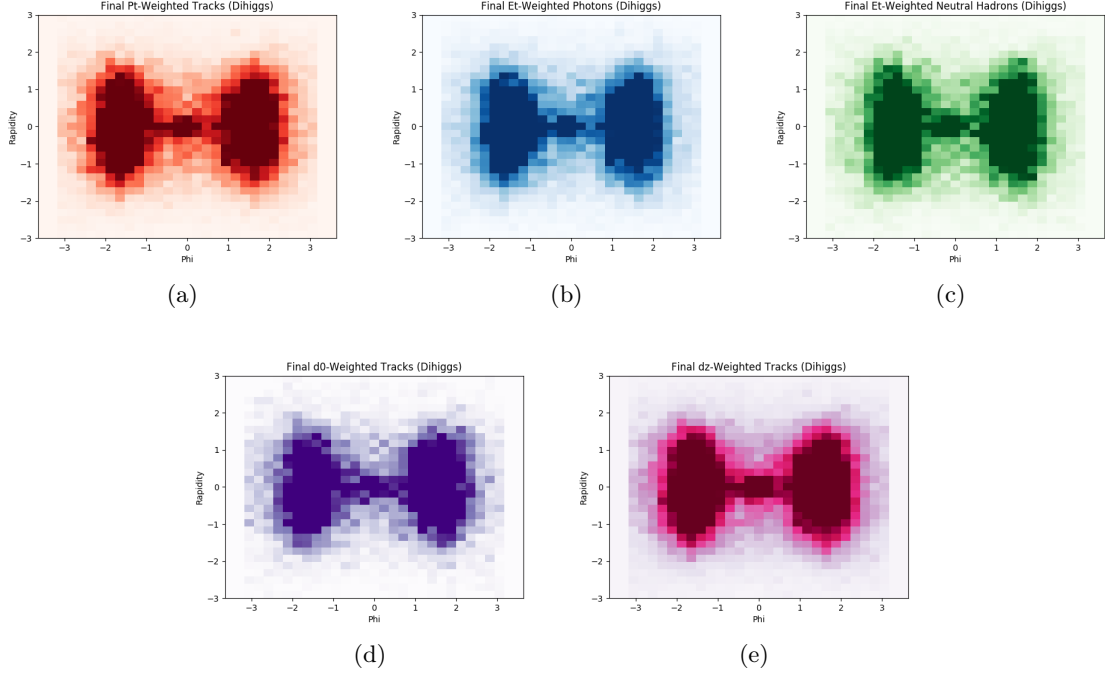 Final Pt-Weighted Tracks (Dihiggs)
3
2
1
0
−1
−2
−3
Rapidity
−3 −2 −1 0 1 2 3
Phi
(a)
Final Et-Weighted Photons (Dihiggs)
3
2
1
0
−1
−2
−3
Rapidity
−3 −2 −1 0 1 2 3
Phi
(b)
Final Et-Weighted Neutral Hadrons (Dihiggs)
3
2
1
0
−1
−2
−3
Rapidity
−3 −2 −1 0 1 2 3
Phi
(c)
Final d0-Weighted Tracks (Dihiggs)
3
2
1
0
−1
−2
−3
Rapidity
−3 −2 −1 0 1 2 3
Phi
(d)
Final dz-Weighted Tracks (Dihiggs)
3
2
1
0
−1
−2
−3
Rapidity
−3 −2 −1 0 1 2 3
Phi
(e)